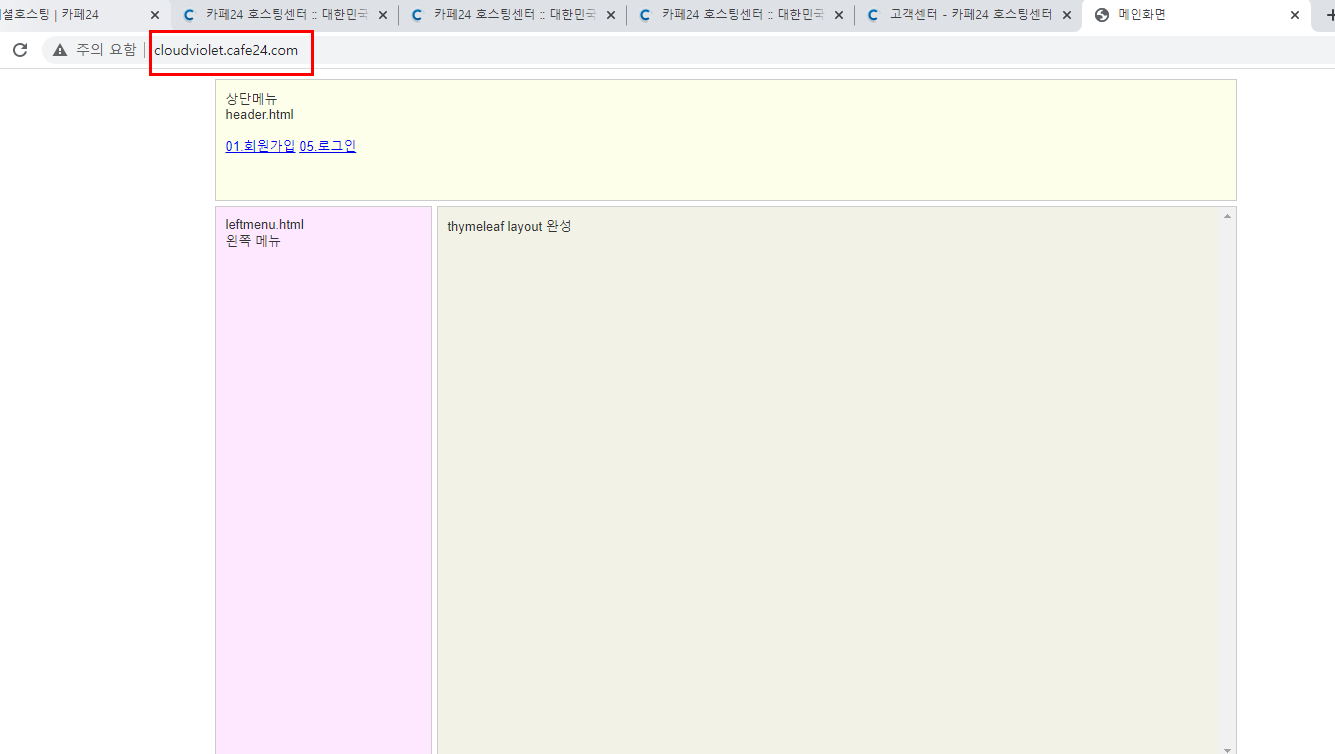 셜호스팅 | 카페24
카페24 호스팅센터 :: 대한민국
카페24 호스팅센터 :: 대한민국
카페24 호스팅센터 :: 대한민국
고객센터 - 카페24 호스팅센터
메인화면
주의 요함 | cloudviolet.cafe24.com
상단메뉴
header.html
01.회원가입 05.로그인
leftmenu.html
왼쪽 메뉴
thymeleaf layout 완성